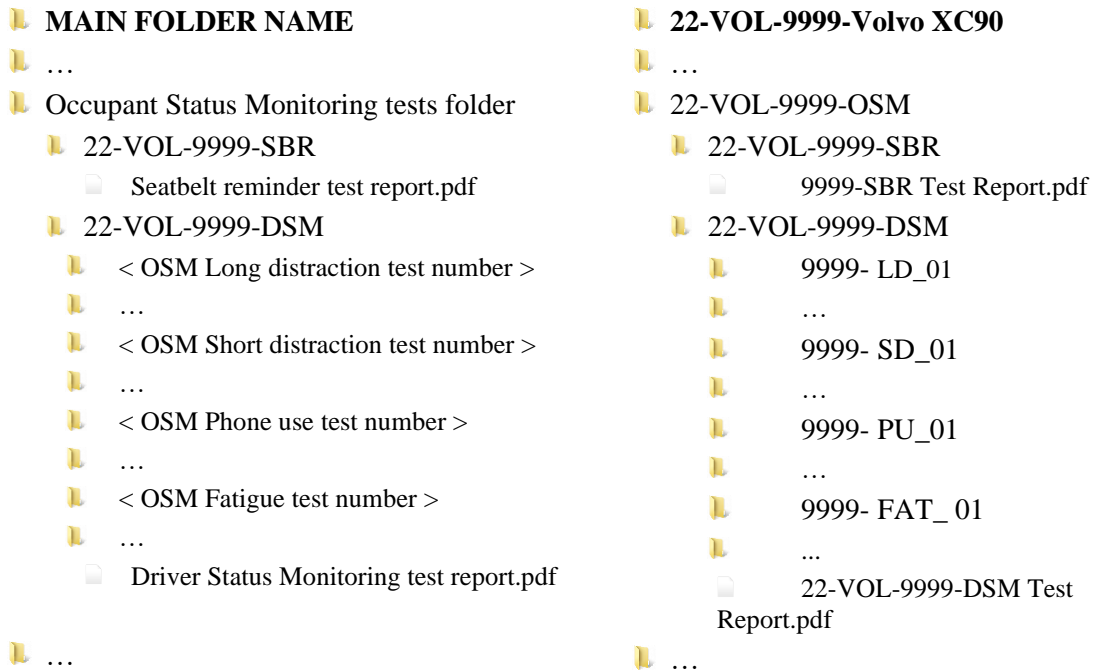 MAIN FOLDER NAME
…
Occupant Status Monitoring tests folder
22-VOL-9999-SBR
Seatbelt reminder test report.pdf
22-VOL-9999-DSM
< OSM Long distraction test number >
…
< OSM Short distraction test number >
…
< OSM Phone use test number >
…
< OSM Fatigue test number >
…
Driver Status Monitoring test report.pdf
…
22-VOL-9999-Volvo XC90
…
22-VOL-9999-OSM
22-VOL-9999-SBR
9999-SBR Test Report.pdf
22-VOL-9999-DSM
9999- LD_01
…
9999- SD_01
…
9999- PU_01
…
9999- FAT_ 01
...
22-VOL-9999-DSM Test
Report.pdf
…